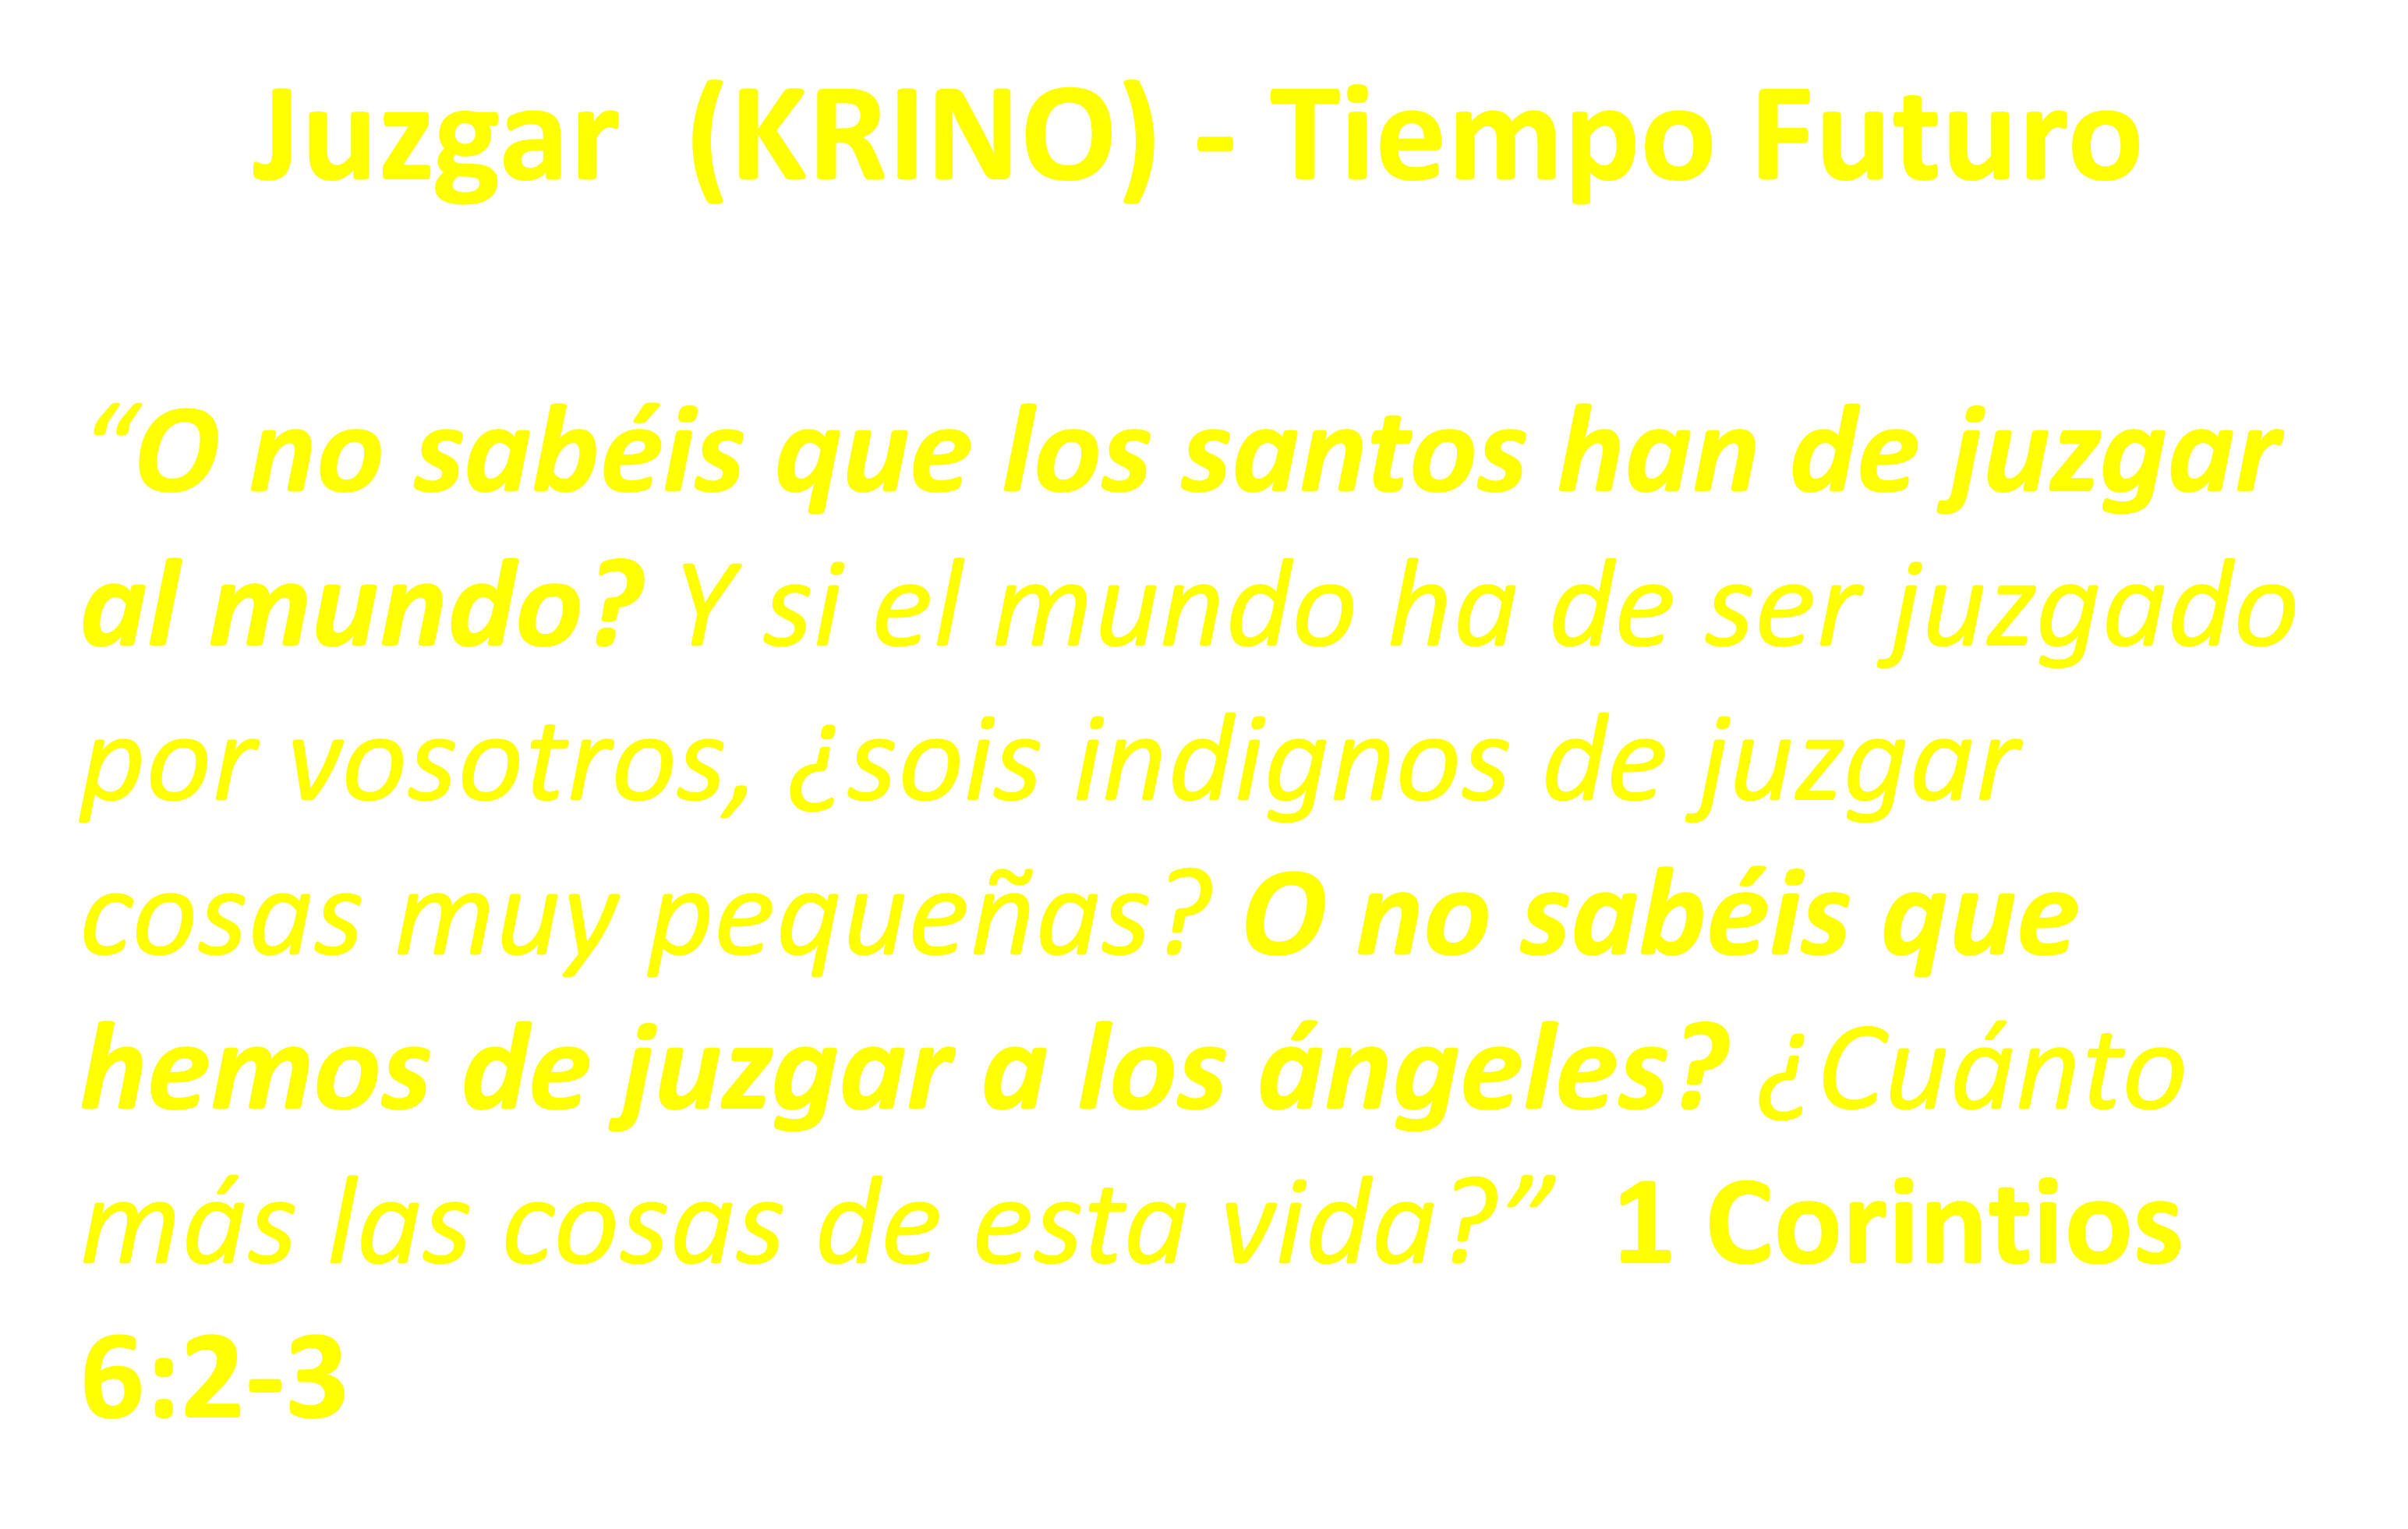 Juzgar  (KRINO) - Tiempo Futuro
“O no sabéis que los santos han de juzgar
al mundo? Y si el mundo ha de ser juzgado
por vosotros, ¿sois indignos de juzgar
cosas muy pequeñas? O no sabéis que
hemos de juzgar a los ángeles? ¿Cuánto
más las cosas de esta vida?”  1 Corintios
6:2-3